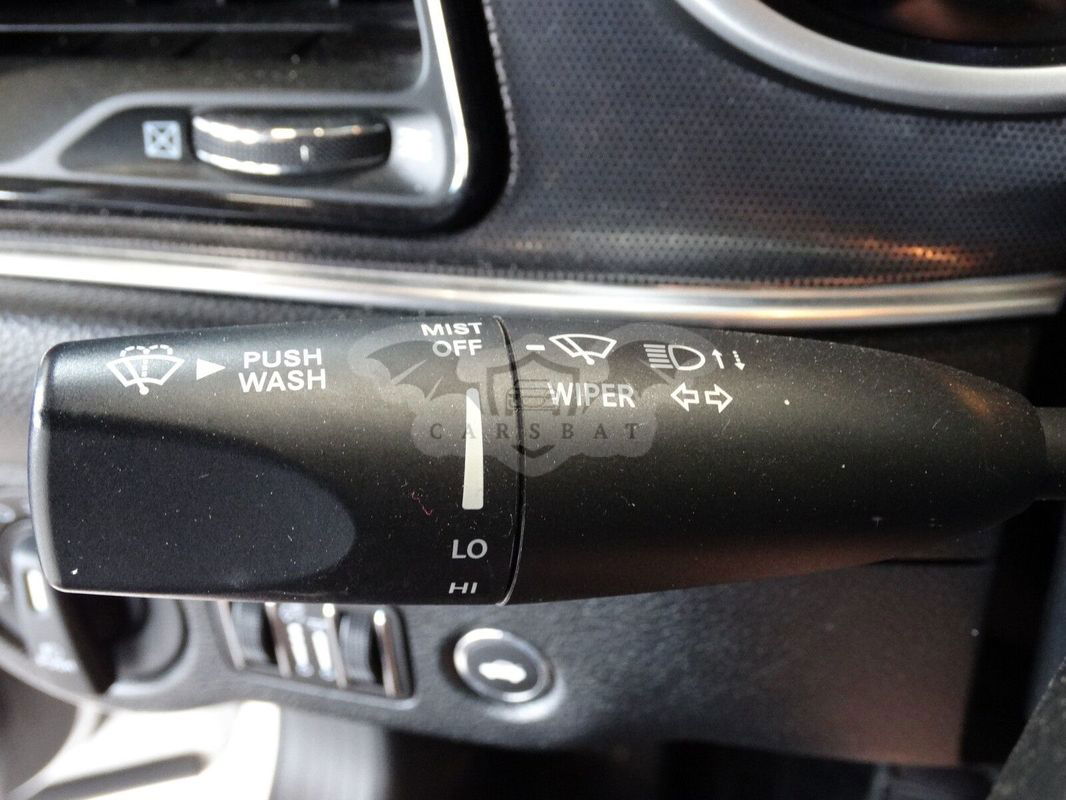 MIST
OFF
PUSH
WASH
WIPER
CARSBAT
LO
HI